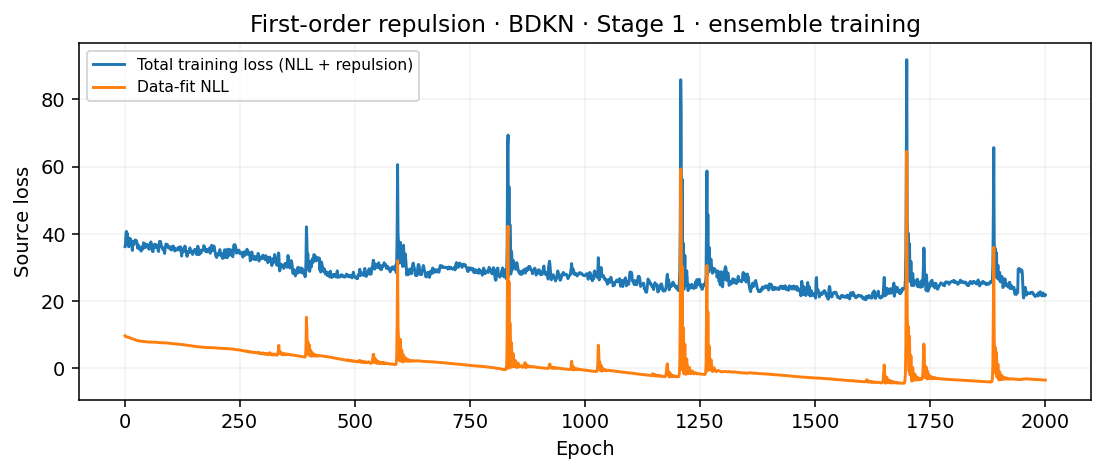 First-order repulsion · BDKN · Stage 1 · ensemble training
Total training loss (NLL + repulsion)
Data-fit NLL
Source loss
80
60
40
20
0
0 250 500 750 1000 1250 1500 1750 2000
Epoch